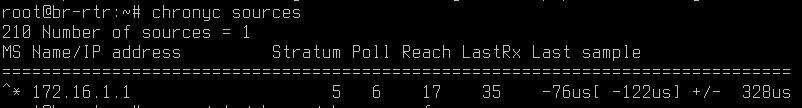 root@br-rtr:~# chronyc sources
210 Number of sources = 1
MS Name/IP address         Stratum Poll Reach LastRx Last sample
===============================================================================
^* 172.16.1.1                    5   6    17    35    -76us[ -122us] +/-  328us